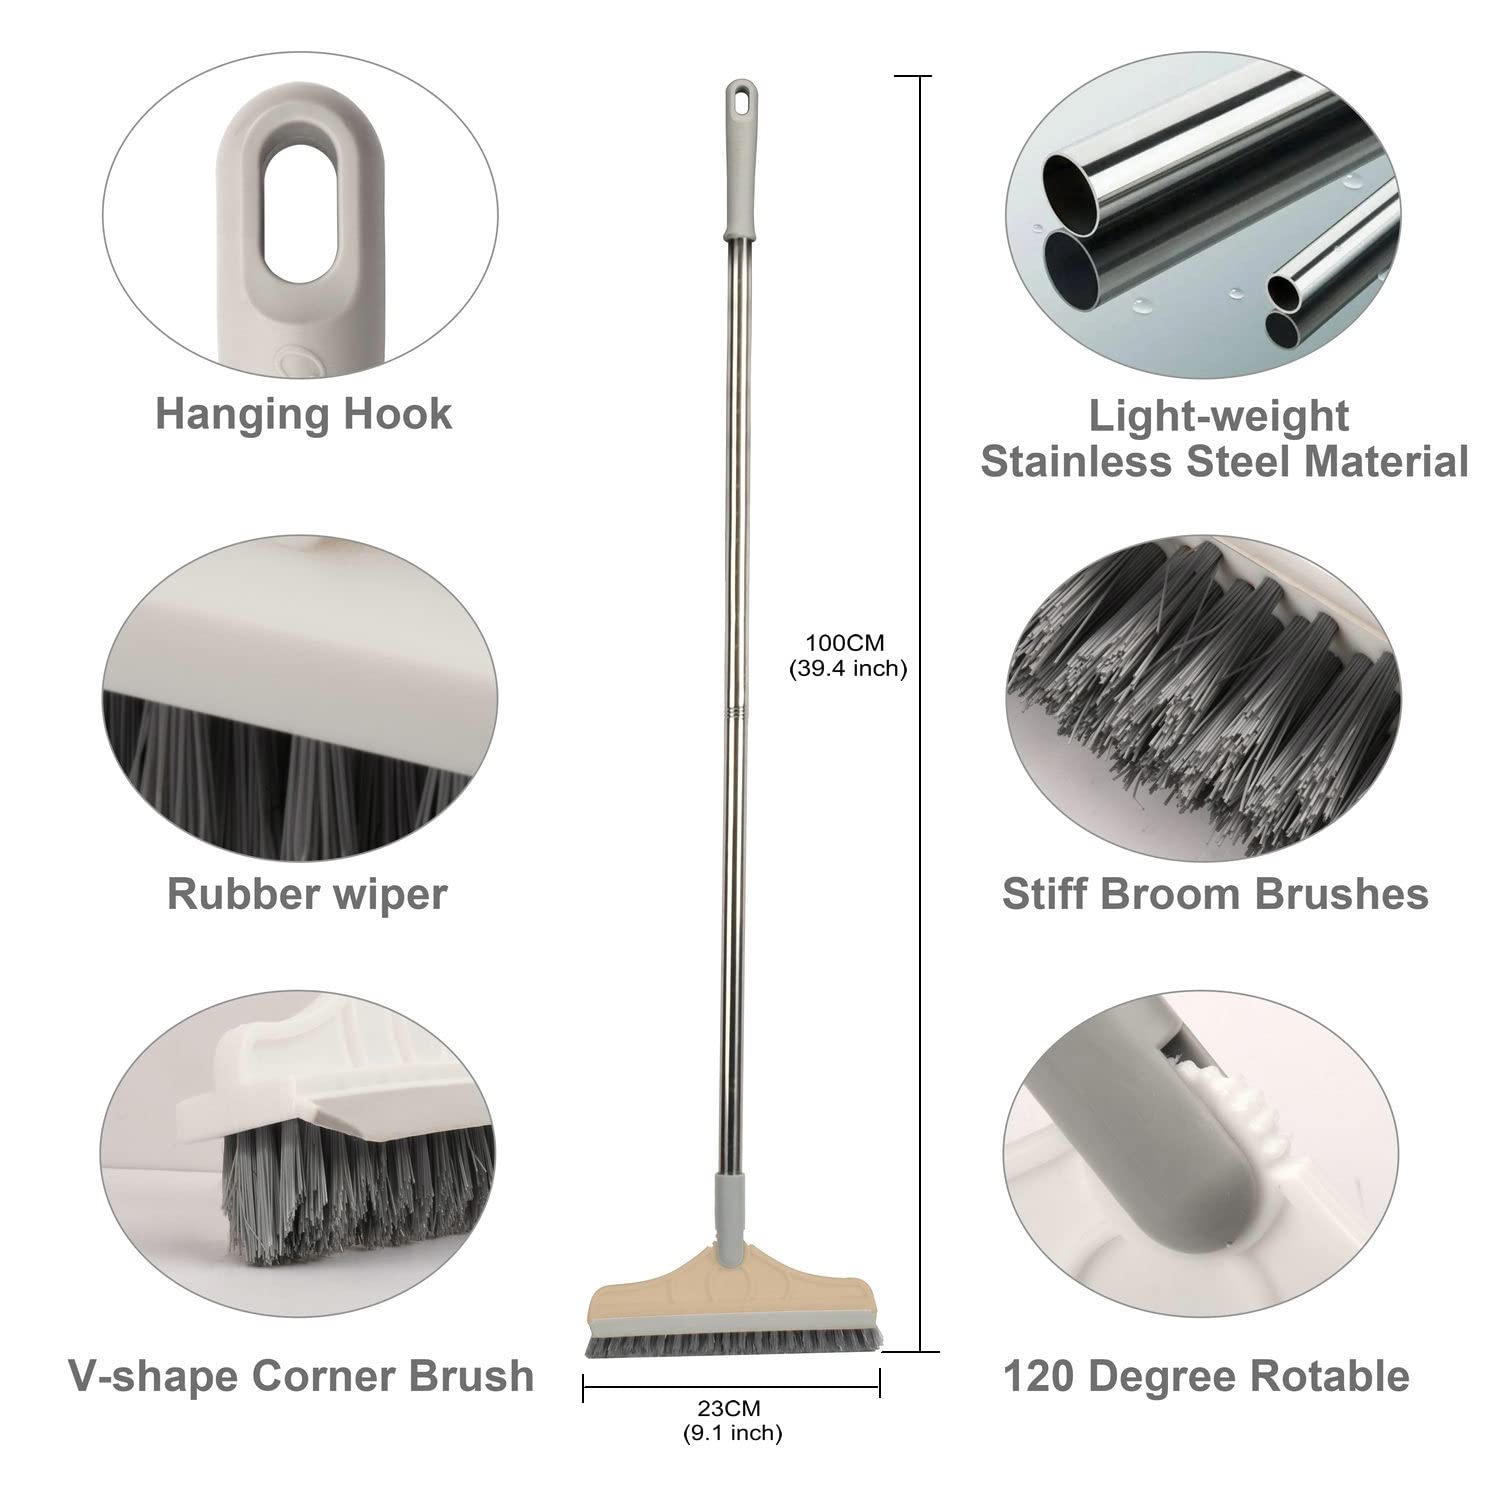 Hanging Hook
Light-weight
Stainless Steel Material
100CM
(39.4 inch)
Rubber wiper
Stiff Broom Brushes
V-shape Corner Brush
120 Degree Rotable
23CM
(9.1 inch)